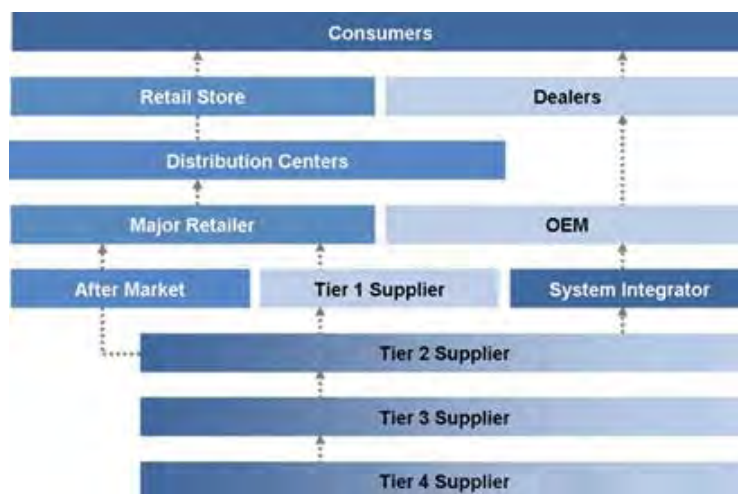 Consumers
Retail Store
Dealers
Distribution Centers
Major Retailer
OEM
After Market
Tier 1 Supplier
System Integrator
Tier 2 Supplier
Tier 3 Supplier
Tier 4 Supplier